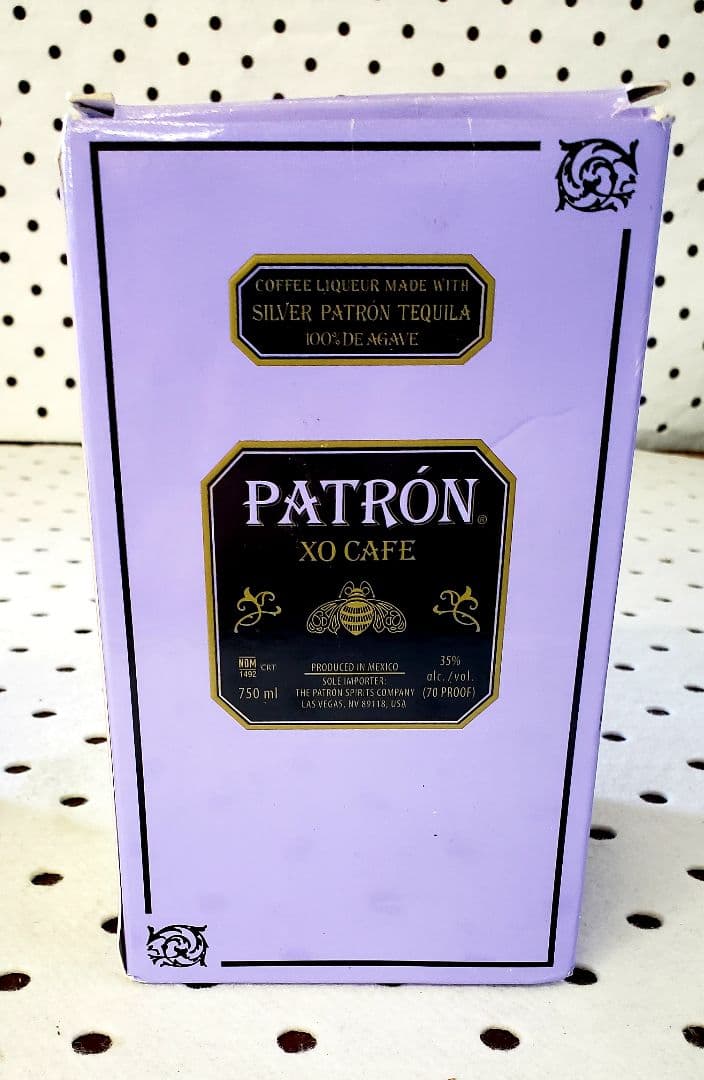 COFFEE LIQUEUR MADE WITH
SILVER PATRÓN TEQUILA
100% DE AGAVE
PATRÓN®
XO CAFE
NOM CRT
1492
750 ml
PRODUCED IN MEXICO
SOLE IMPORTER:
THE PATRÓN SPIRITS COMPANY
LAS VEGAS, NV 89118, USA
35%
alc./vol.
(70 PROOF)